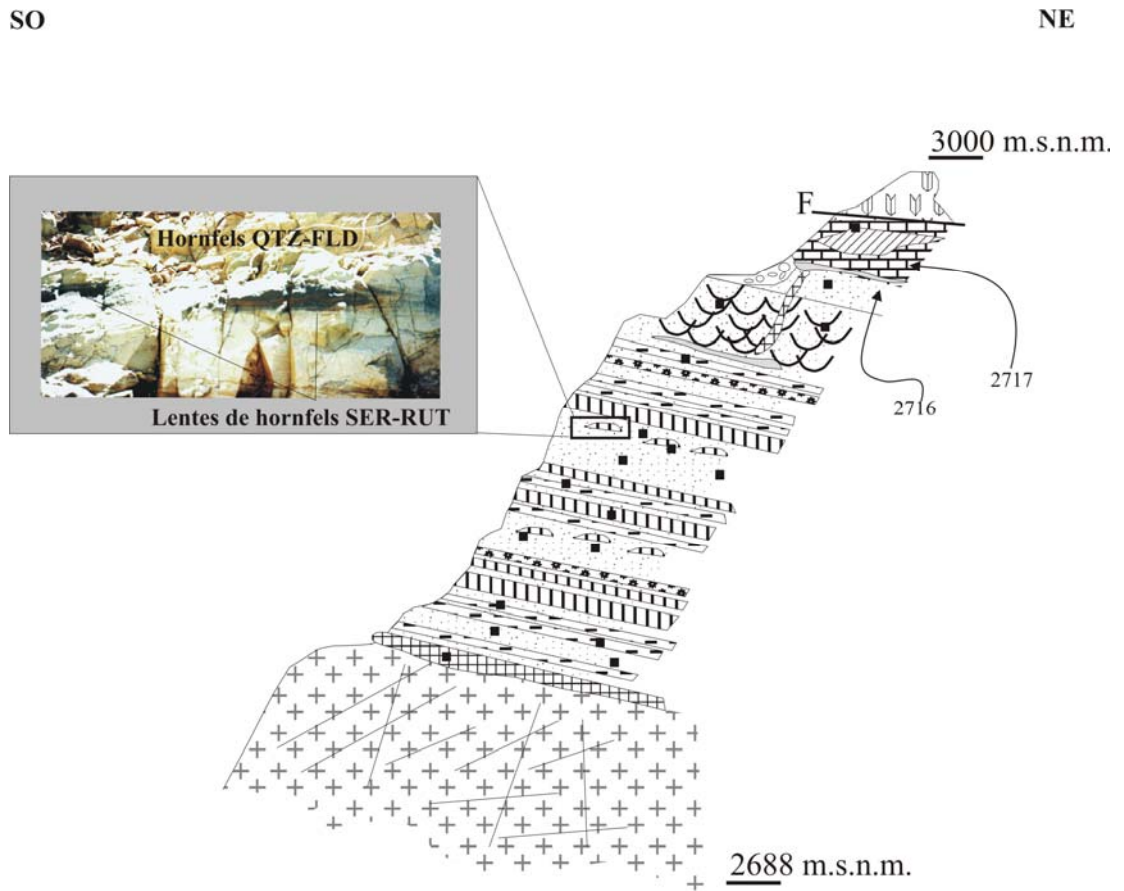 SO
NE
3000 m.s.n.m.
F
Hornfels QTZ-FLD
Lentes de hornfels SER-RUT
2717
2716
2688 m.s.n.m.